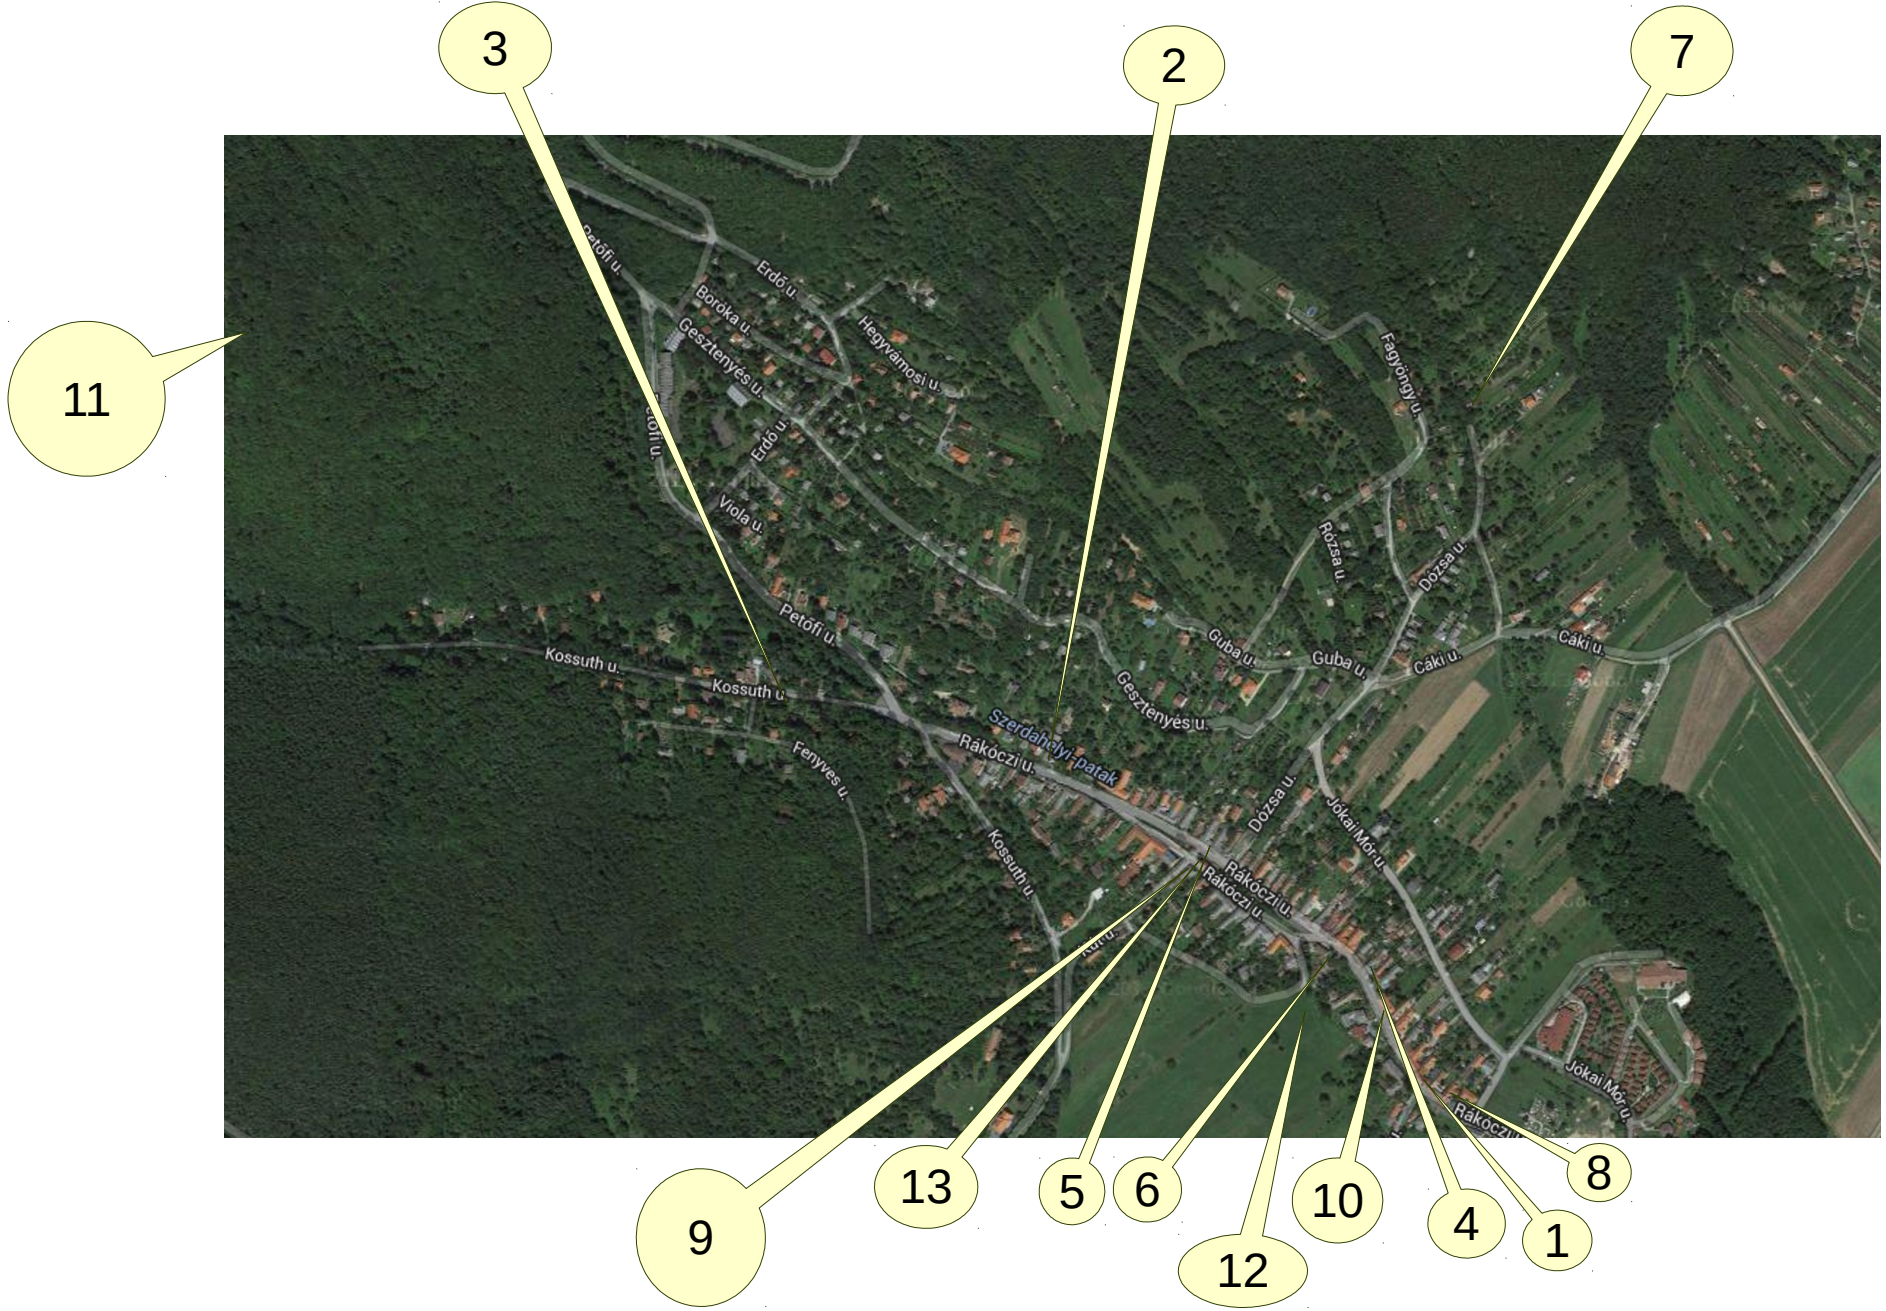 3
2
7
Petőfi u.
Erdő u.
Boróka u.
Hegyvámosi u.
Gesztenyés u.
11
Fagyöngy u.
etőfi u.
Erdő u.
Viola u.
Rózsa u.
Dózsa u.
Petőfi u.
Guba u.
Guba u.
Cáki u.
Cáki u.
Kossuth u.
Kossuth u
Gesztenyés u.
Szerdahelyi-patak
Rákóczi u.
Fenyves u.
Dózsa u.
Jókai Mór u.
Kossuth u.
Rákóczi u.
Rákóczi u.
Kút u.
Jókai Mór u.
Rákóczi
13
5
6
10
8
9
12
4
1